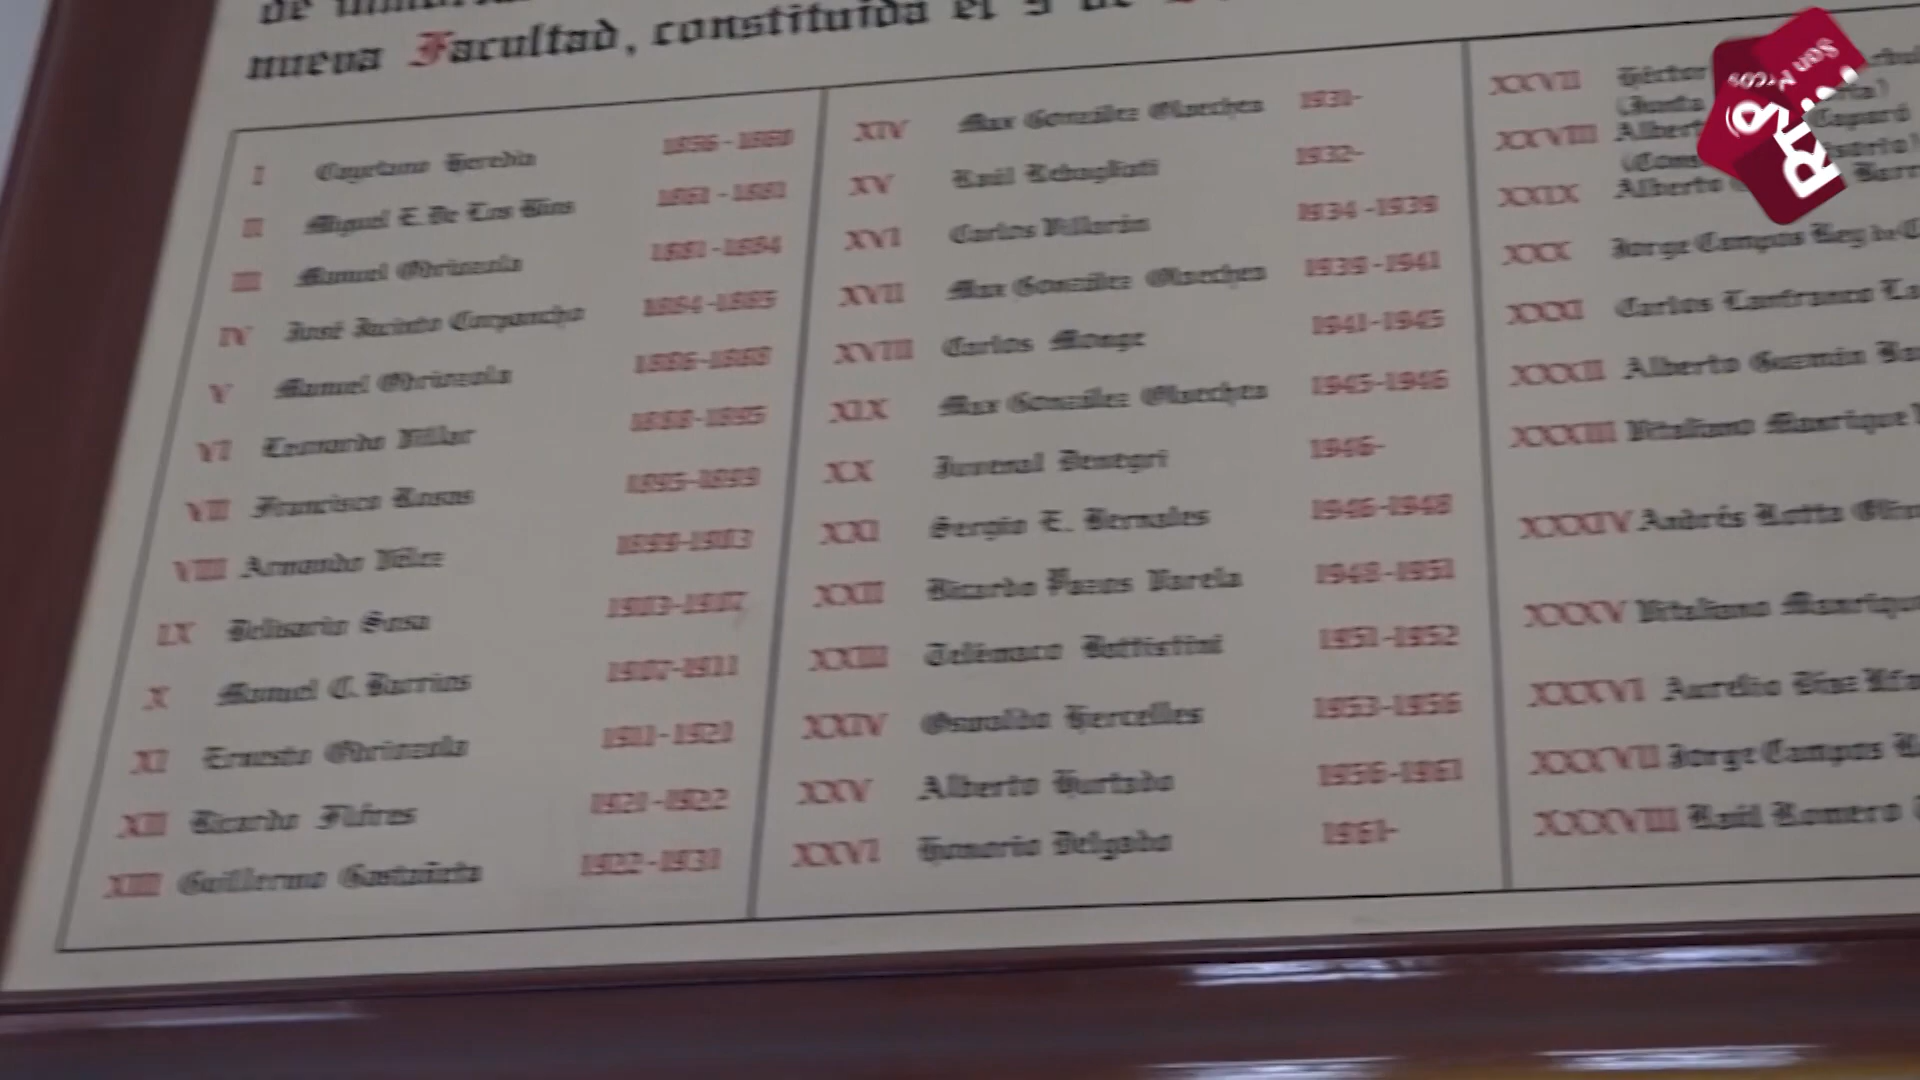 nueva Facultad, constituida el 9 de
I Cayetano Heredia 1856-1860
II Miguel E. De Los Ríos 1861-1881
III Manuel Odriozola 1881-1884
IV José Jacinto Corpancho 1884-1885
V Manuel Odriozola 1886-1888
VI Leonardo Villar 1888-1895
VII Francisco Rosas 1895-1899
VIII Armando Vélez 1899-1903
IX Belisario Sosa 1903-1907
X Manuel C. Barrios 1907-1911
XI Ernesto Odriozola 1911-1921
XII Ricardo Flórez 1921-1922
XIII Guillermo Gastañeta 1922-1931
XIV Max González Olaechea 1931-
XV Raúl Rebagliati 1932-
XVI Carlos Villarán 1934-1939
XVII Max González Olaechea 1939-1941
XVIII Carlos Monge 1941-1945
XIX Max González Olaechea 1945-1946
XX Juvenal Denegri 1946-
XXI Sergio E. Bernales 1946-1948
XXII Ricardo Pazos Varela 1948-1951
XXIII Telémaco Battistini 1951-1952
XXIV Oswaldo Hercelles 1953-1956
XXV Alberto Hurtado 1956-1961
XXVI Honorio Delgado 1961-
XXVII Héctor
(Junta
XXVIII Alberto
XXIX Alberto
XXX Jorge Campos Rey de
XXXI Carlos Lanfranco
XXXII Alberto Guzmán
XXXIII Vitaliano Manrique
XXXIV Andrés Rotta
XXXV Vitaliano Manrique
XXXVI Aurelio Díaz
XXXVII Jorge Campos
XXXVIII Raúl Romero
San Marcos